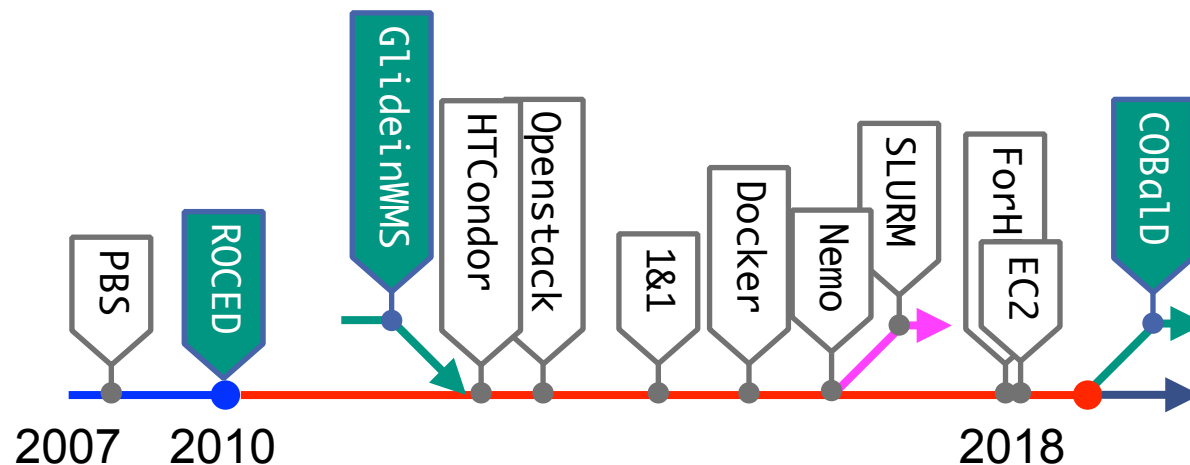 PBS
ROCED
GlideinWMS
HTCondor
Openstack
1&1
Docker
Nemo
SLURM
ForH
EC2
COBalD
2007
2010
2018